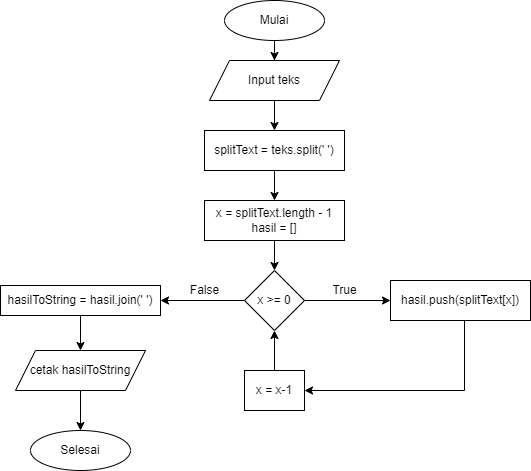 Mulai
Input teks
splitText = teks.split(' ')
x = splitText.length - 1
hasil = []
x >= 0
False
True
hasilToString = hasil.join(' ')
hasil.push(splitText[x])
cetak hasilToString
x = x-1
Selesai